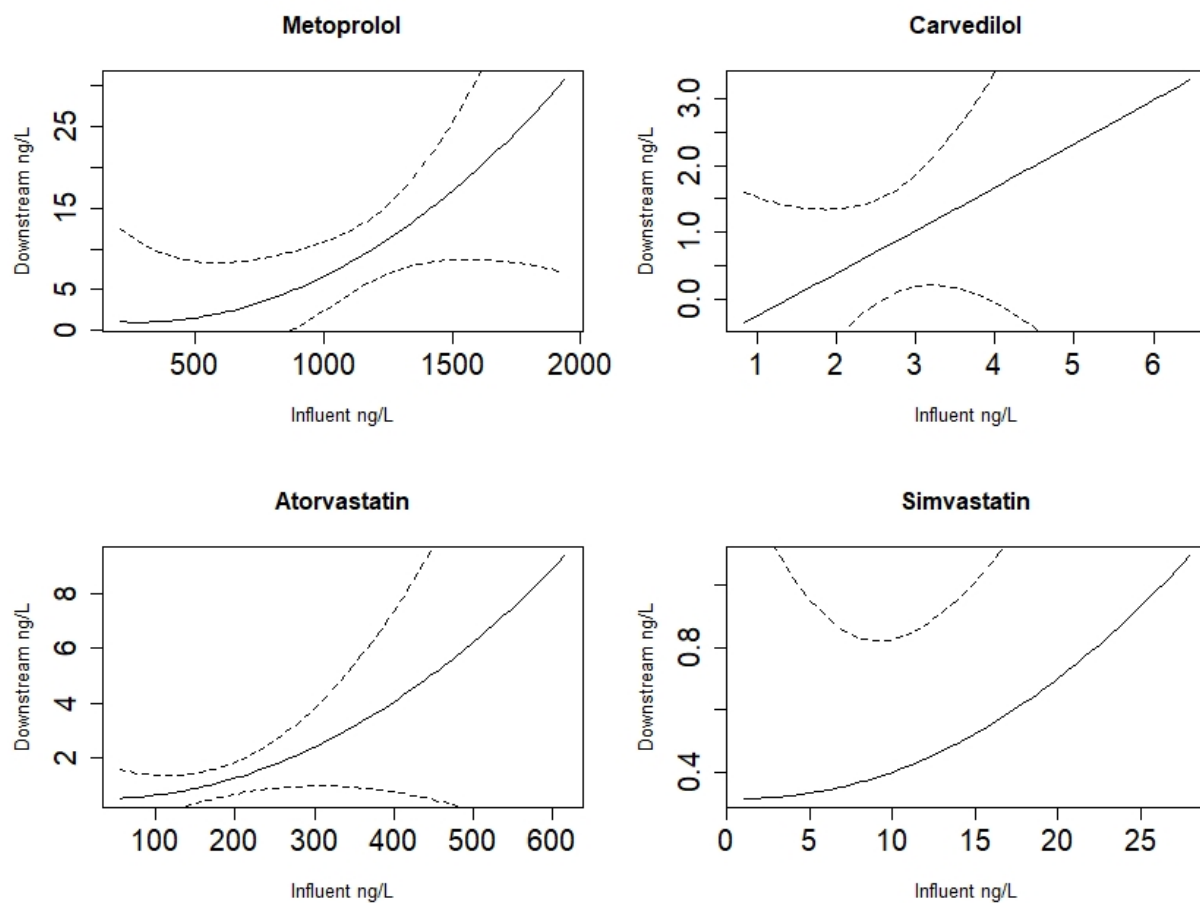 Metoprolol
Downstream ng/L
25
15
5
0
500 1000 1500 2000
Influent ng/L
Carvedilol
Downstream ng/L
3.0
2.0
1.0
0.0
1 2 3 4 5 6
Influent ng/L
Atorvastatin
Downstream ng/L
8
6
4
2
100 200 300 400 500 600
Influent ng/L
Simvastatin
Downstream ng/L
0.8
0.4
0 5 10 15 20 25
Influent ng/L